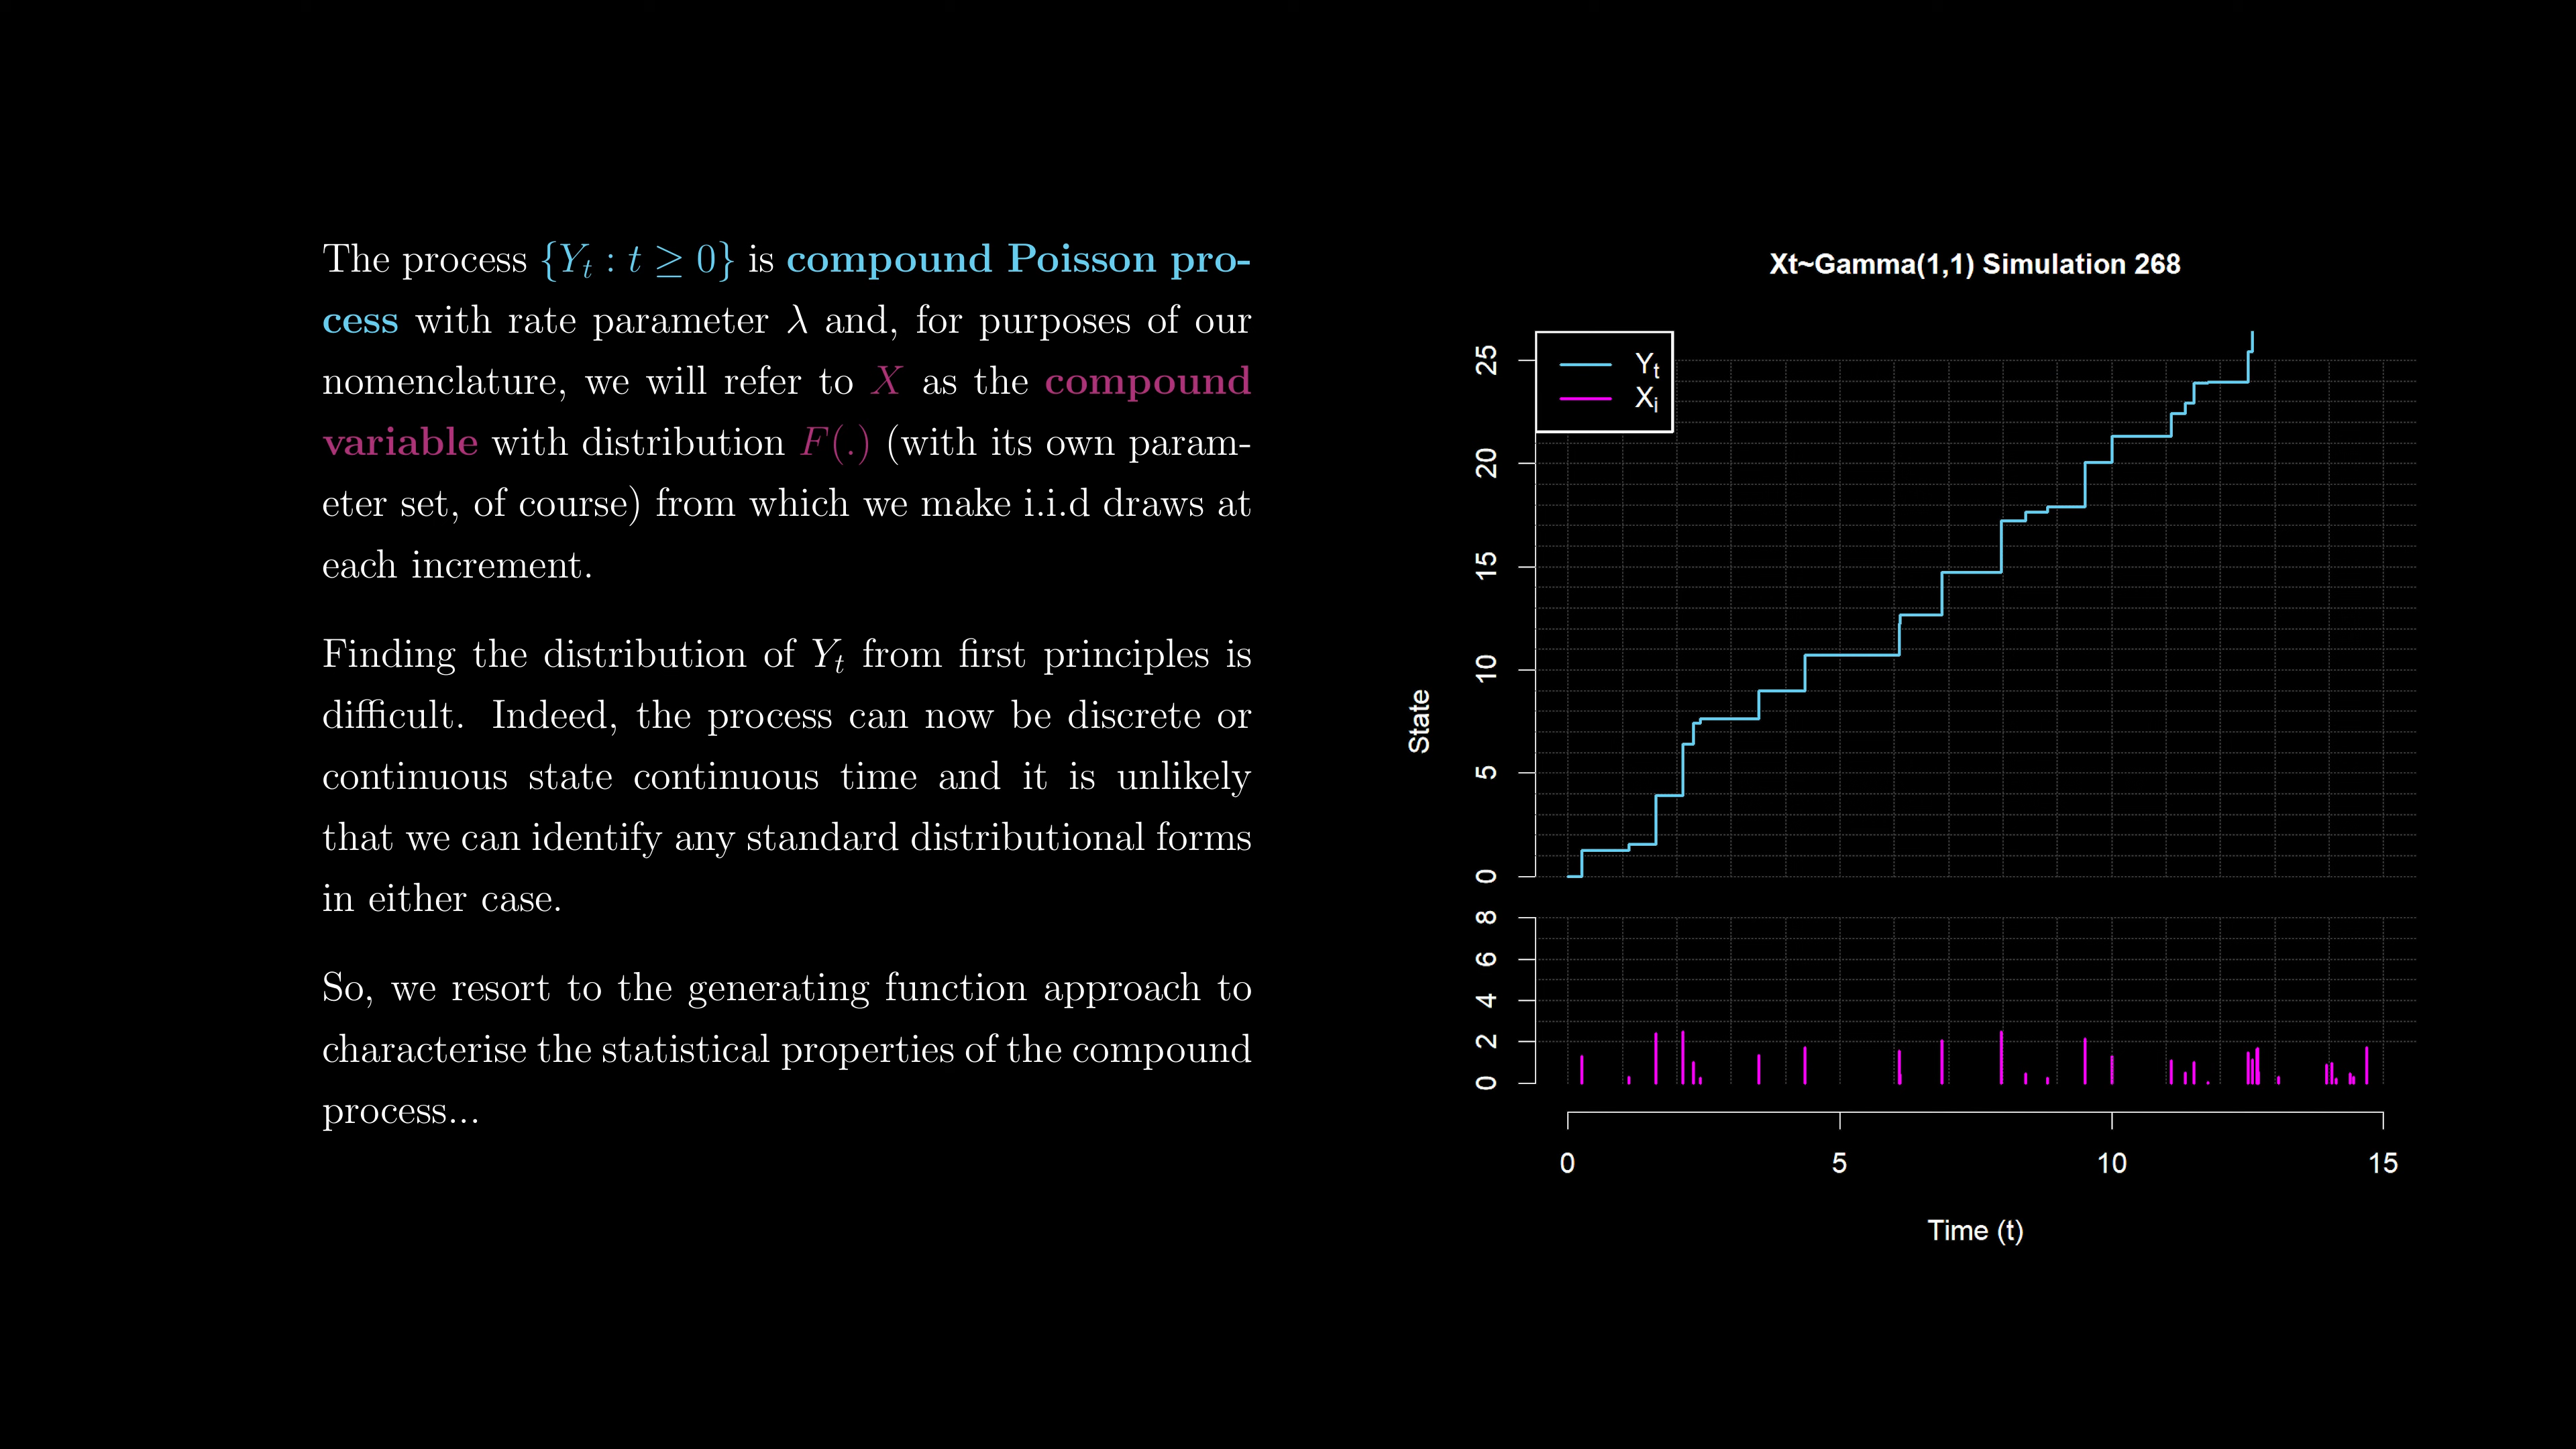 The process {Y_t : t ≥ 0} is compound Poisson pro-
cess with rate parameter λ and, for purposes of our
nomenclature, we will refer to X as the compound
variable with distribution F(.) (with its own param-
eter set, of course) from which we make i.i.d draws at
each increment.
Finding the distribution of Y_t from first principles is
difficult. Indeed, the process can now be discrete or
continuous state continuous time and it is unlikely
that we can identify any standard distributional forms
in either case.
So, we resort to the generating function approach to
characterise the statistical properties of the compound
process...
Xt~Gamma(1,1) Simulation 268
Y_t
X_i
State
25
20
15
10
5
0
8
6
4
2
0
0 5 10 15
Time (t)